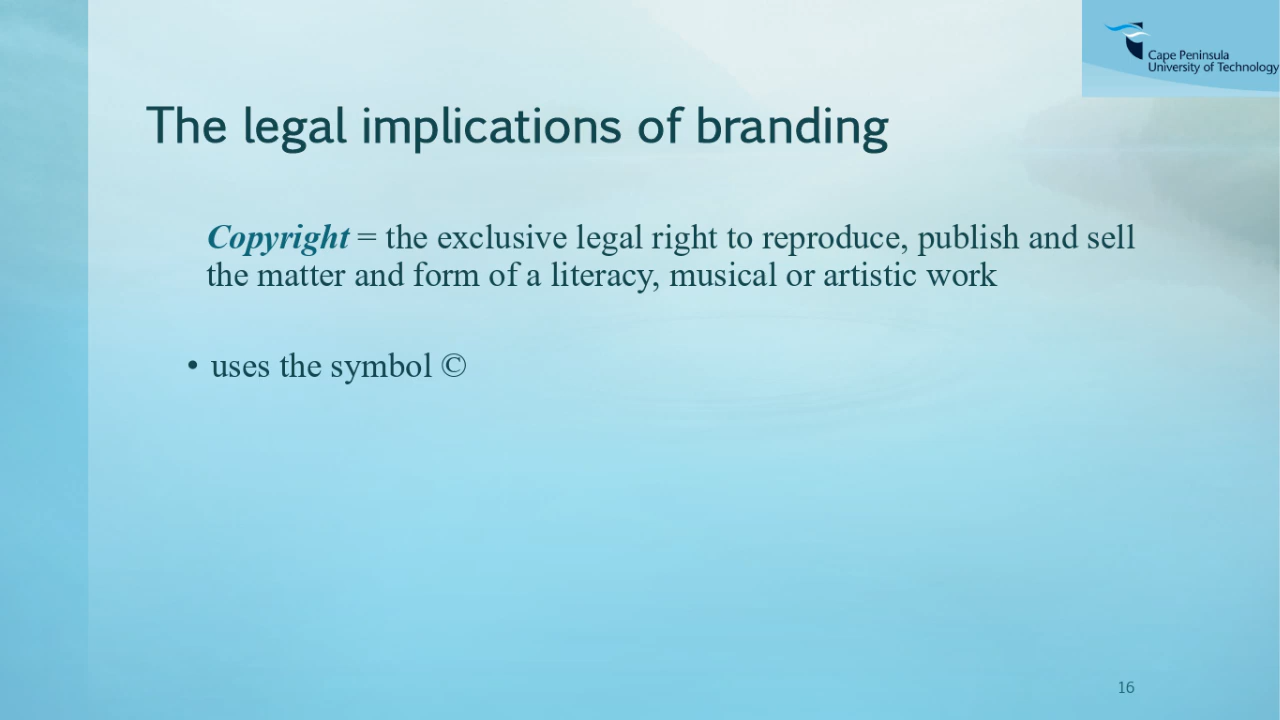 Cape Peninsula
University of Technology
The legal implications of branding
Copyright = the exclusive legal right to reproduce, publish and sell
the matter and form of a literacy, musical or artistic work
• uses the symbol ©
16